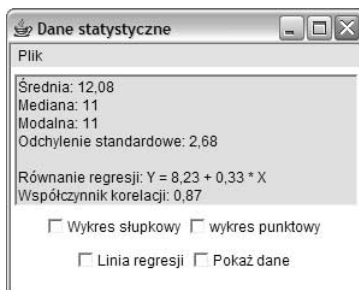 Dane statystyczne
Plik
Średnia: 12,08
Mediana: 11
Modalna: 11
Odchylenie standardowe: 2,68
Równanie regresji: Y = 8,23 + 0,33 * X
Współczynnik korelacji: 0,87
Wykres słupkowy wykres punktowy
Linia regresji Pokaż dane